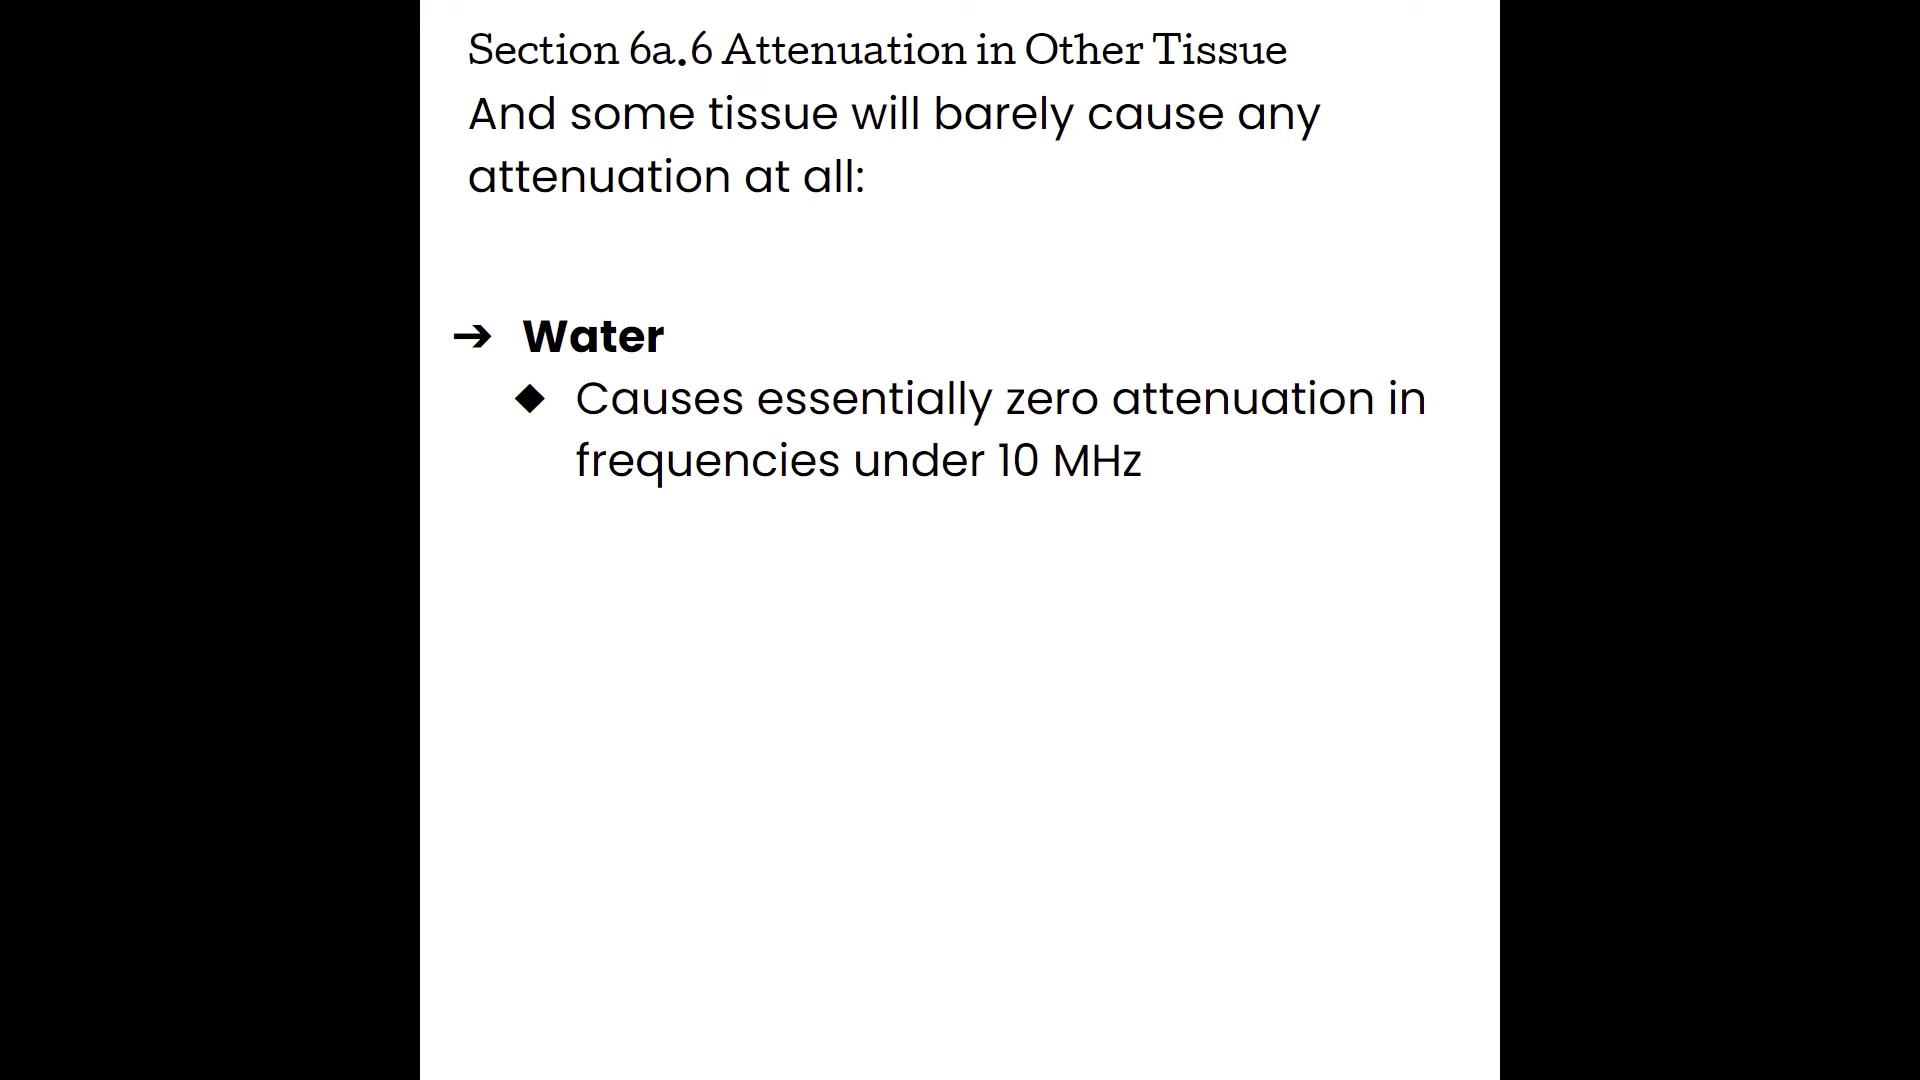 Section 6a.6 Attenuation in Other Tissue
And some tissue will barely cause any
attenuation at all:
➔ Water
◆ Causes essentially zero attenuation in
frequencies under 10 MHz